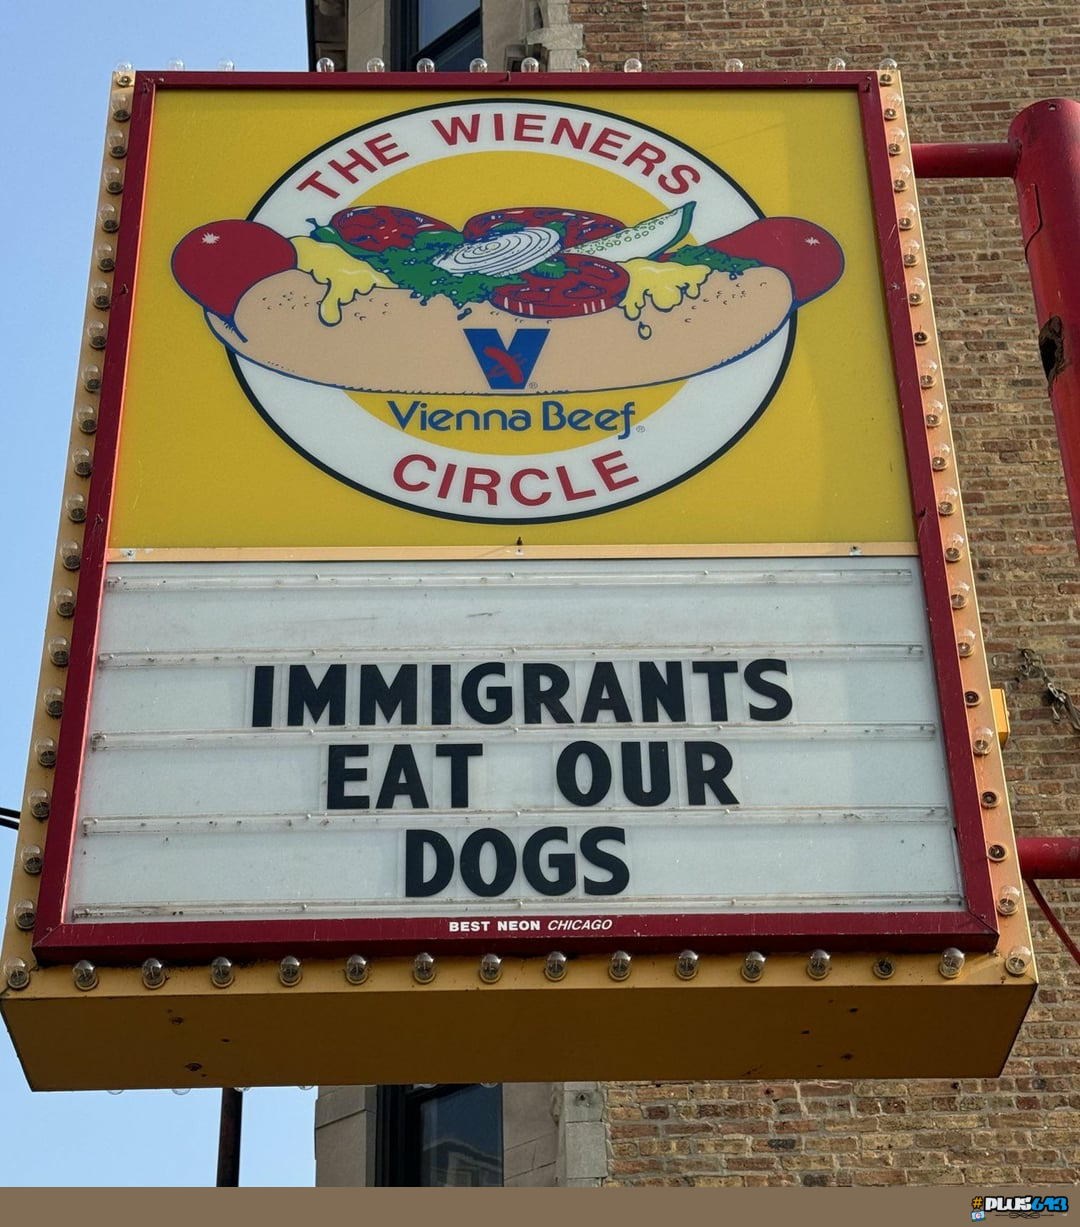 THE WIENERS
V
Vienna Beef®
CIRCLE
IMMIGRANTS
EAT OUR
DOGS
BEST NEON CHICAGO
#PLUS613